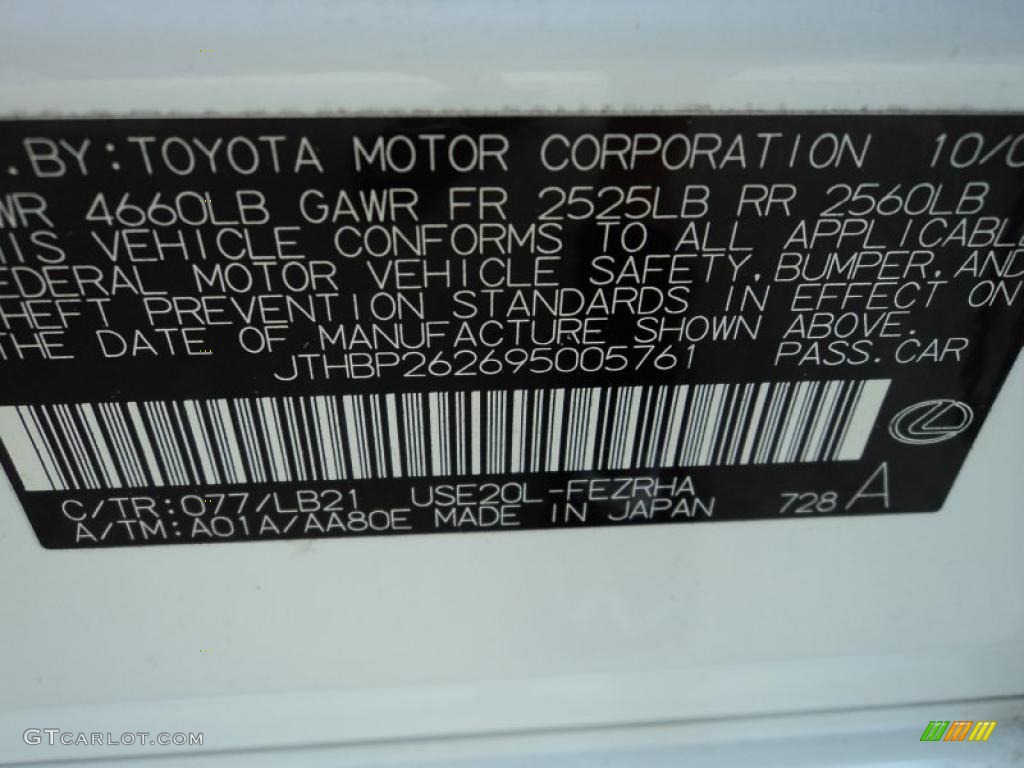 .BY:TOYOTA MOTOR CORPORATION 10/0
WR 4660LB GAWR FR 2525LB RR 2560LB
HIS VEHICLE CONFORMS TO ALL APPLICABLE
EDERAL MOTOR VEHICLE SAFETY, BUMPER, AND
HEFT PREVENTION STANDARDS IN EFFECT ON
THE DATE OF MANUFACTURE SHOWN ABOVE.
JTHBP262695005761 PASS.CAR
C/TR:077/LB21 USE20L-FEZRHA
A/TM:A01A/AA80E MADE IN JAPAN 728 A
GTCARLOT.COM